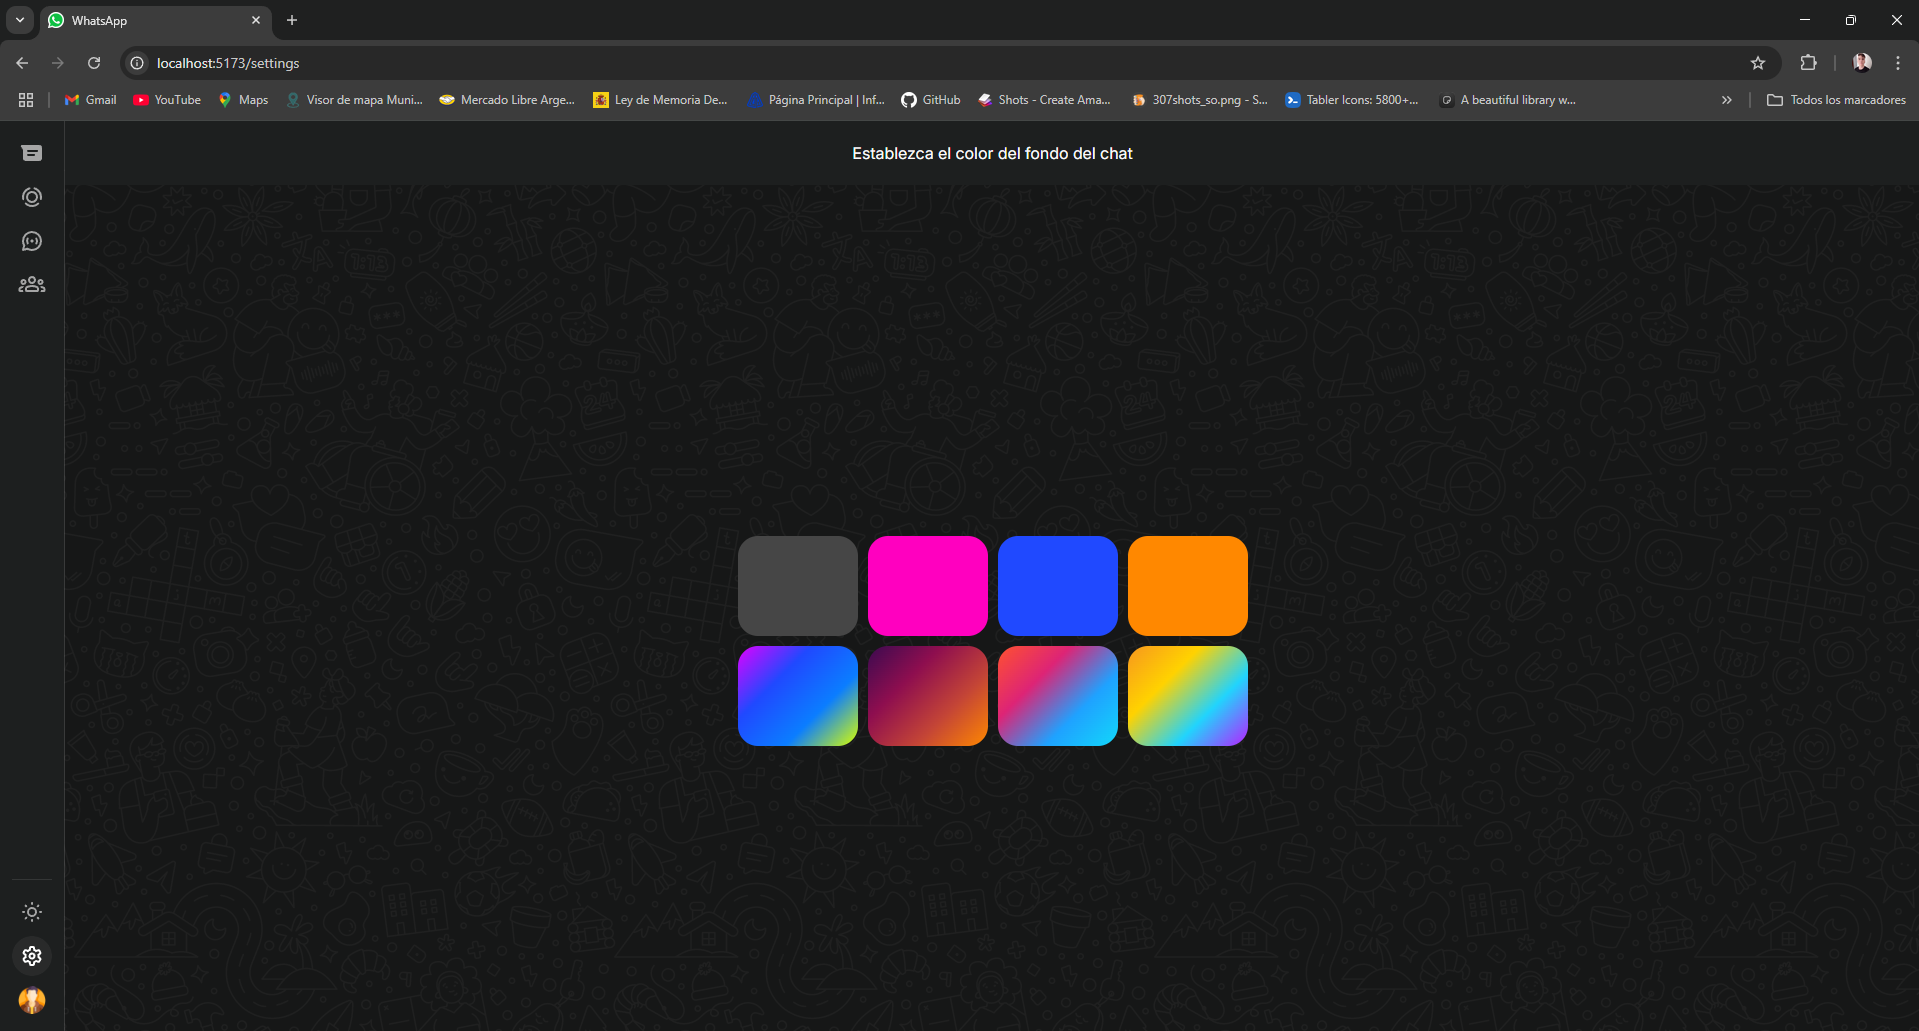 WhatsApp
localhost:5173/settings
Gmail
YouTube
Maps
Visor de mapa Muni...
Mercado Libre Arge...
Ley de Memoria De...
Página Principal | Inf...
GitHub
Shots - Create Ama...
307shots_so.png - S...
Tabler Icons: 5800+...
A beautiful library w...
Todos los marcadores
Establezca el color del fondo del chat